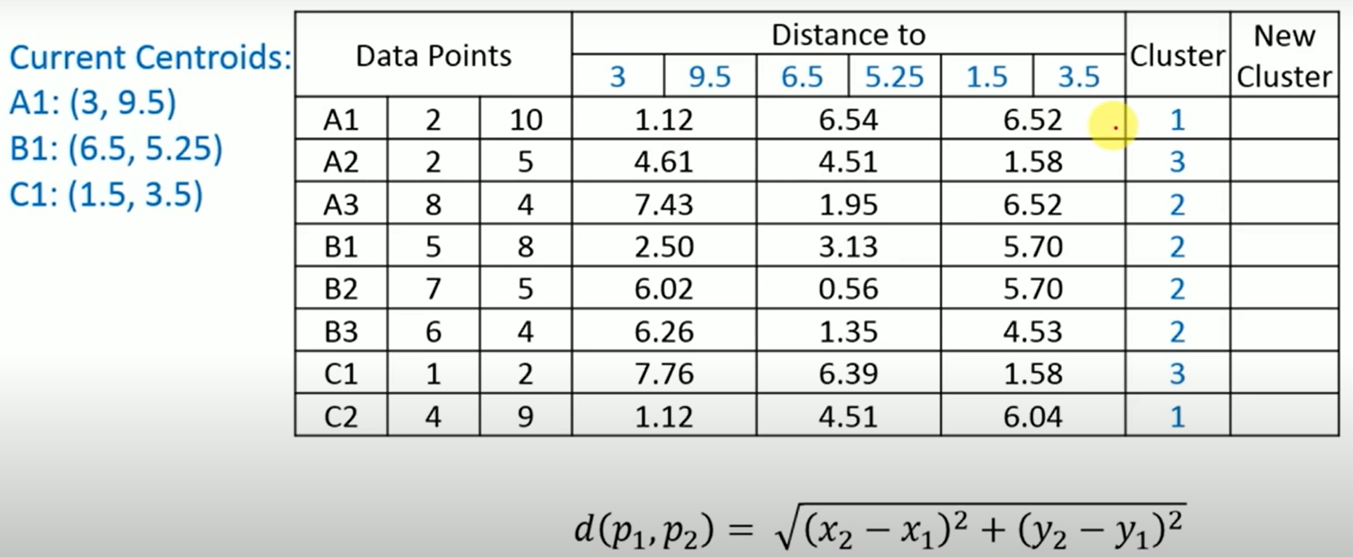 Current Centroids:
A1: (3, 9.5)
B1: (6.5, 5.25)
C1: (1.5, 3.5)
Data Points Distance to Cluster New Cluster
3 9.5 6.5 5.25 1.5 3.5
A1 2 10 1.12 6.54 6.52 1
A2 2 5 4.61 4.51 1.58 3
A3 8 4 7.43 1.95 6.52 2
B1 5 8 2.50 3.13 5.70 2
B2 7 5 6.02 0.56 5.70 2
B3 6 4 6.26 1.35 4.53 2
C1 1 2 7.76 6.39 1.58 3
C2 4 9 1.12 4.51 6.04 1
d(p₁, p₂) = √(x₂ − x₁)² + (y₂ − y₁)²